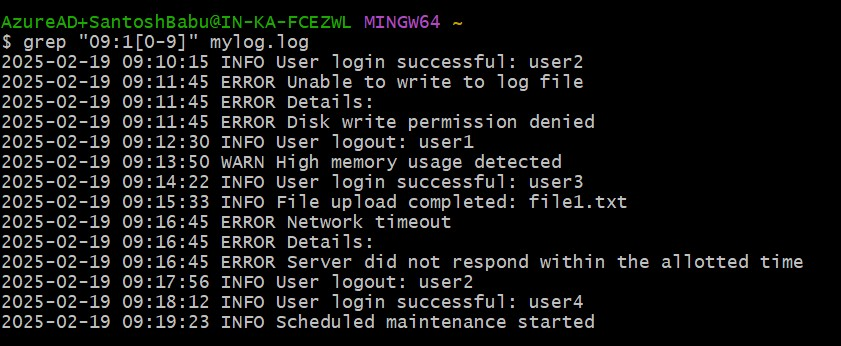 AzureAD+SantoshBabu@IN-KA-FCEZWL MINGW64 ~
$ grep "09:1[0-9]" mylog.log
2025-02-19 09:10:15 INFO User login successful: user2
2025-02-19 09:11:45 ERROR Unable to write to log file
2025-02-19 09:11:45 ERROR Details:
2025-02-19 09:11:45 ERROR Disk write permission denied
2025-02-19 09:12:30 INFO User logout: user1
2025-02-19 09:13:50 WARN High memory usage detected
2025-02-19 09:14:22 INFO User login successful: user3
2025-02-19 09:15:33 INFO File upload completed: file1.txt
2025-02-19 09:16:45 ERROR Network timeout
2025-02-19 09:16:45 ERROR Details:
2025-02-19 09:16:45 ERROR Server did not respond within the allotted time
2025-02-19 09:17:56 INFO User logout: user2
2025-02-19 09:18:12 INFO User login successful: user4
2025-02-19 09:19:23 INFO Scheduled maintenance started